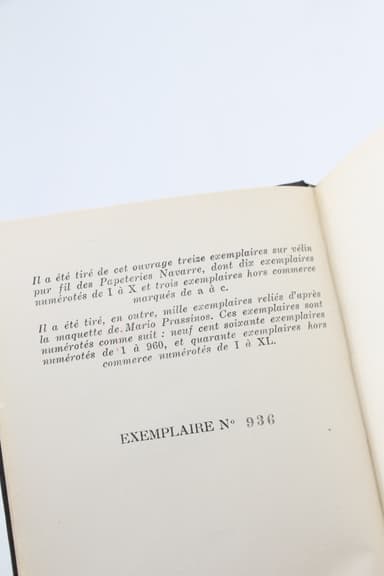 Il a été tiré de cet ouvrage treize exemplaires sur vélin
pur fil des Papeteries Navarre, dont dix exemplaires
numérotés de I à X et trois exemplaires hors commerce
marqués de a à c.
Il a été tiré, en outre, mille exemplaires reliés d'après
la maquette de Mario Prassinos. Ces exemplaires sont
numérotés comme suit : neuf cent soixante exemplaires
numérotés de 1 à 960, et quarante exemplaires hors
commerce numérotés de I à XL.
EXEMPLAIRE N° 936